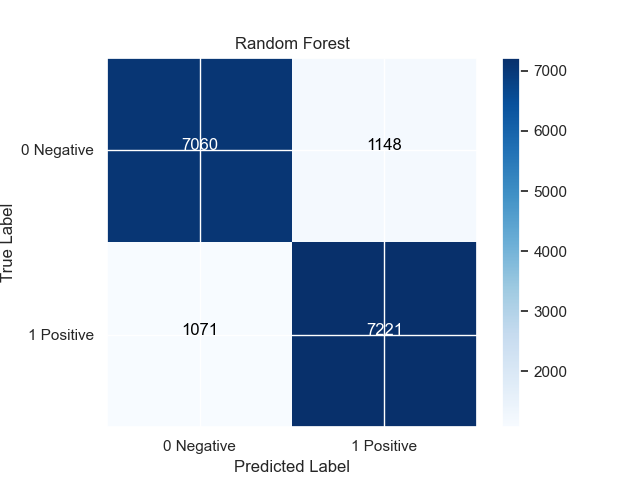 Random Forest
True Label
0 Negative
7060
1148
1 Positive
1071
7221
0 Negative
1 Positive
Predicted Label
7000
6000
5000
4000
3000
2000